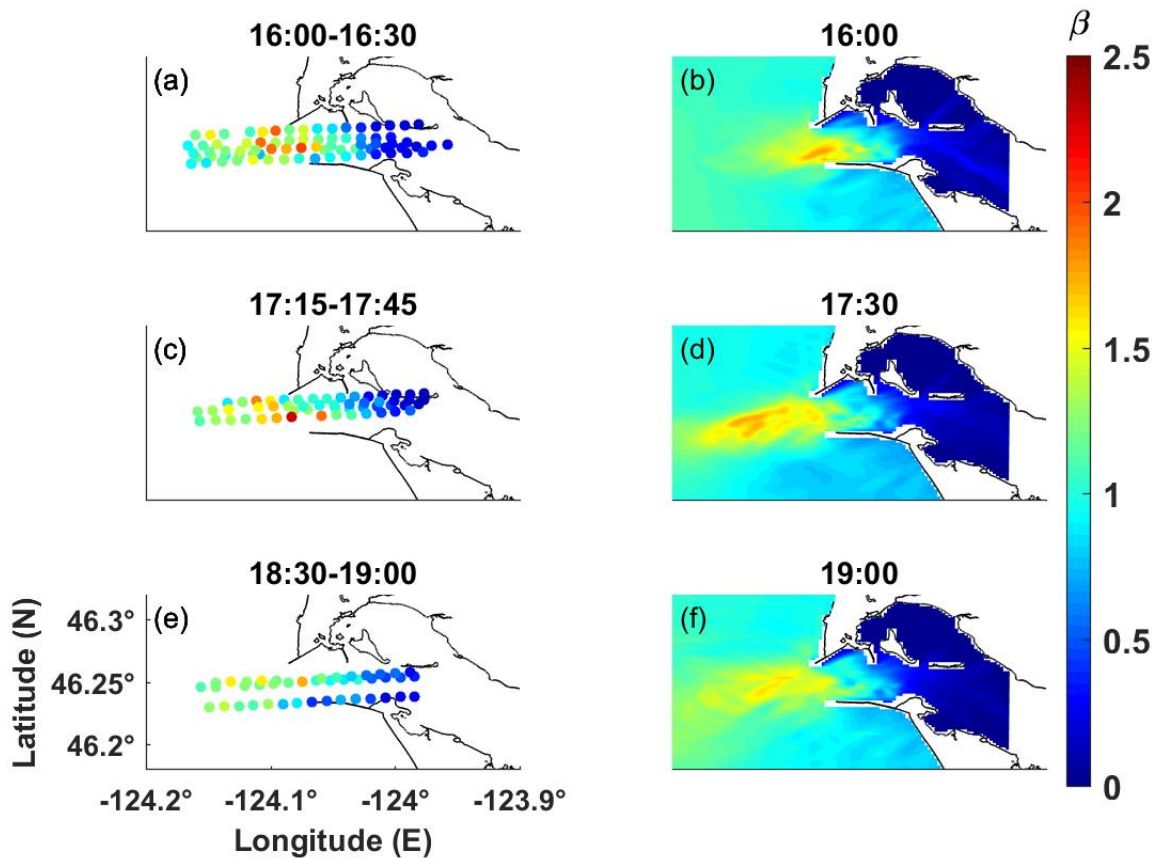 16:00-16:30
16:00
β
(a)
(b)
2.5
2
1.5
1
0.5
0
17:15-17:45
17:30
(c)
(d)
18:30-19:00
19:00
(e)
(f)
46.3°
46.25°
46.2°
Latitude (N)
-124.2° -124.1° -124° -123.9°
Longitude (E)